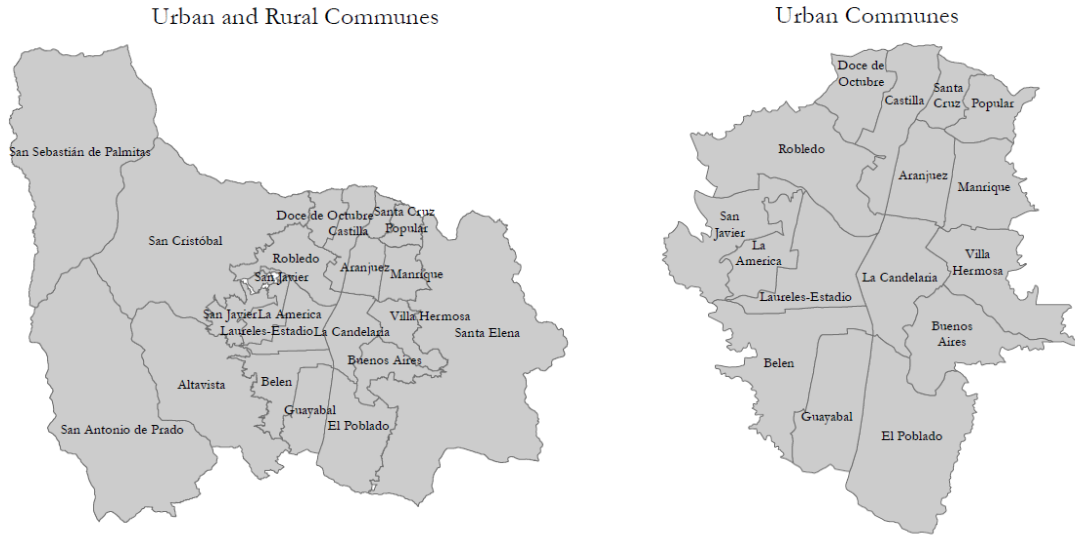 Urban and Rural Communes
San Sebastián de Palmitas
San Cristóbal
Doce de Octubre
Castilla
Santa Cruz
Popular
Robledo
Aranjuez
Manrique
San Javier
San Javier
La America
Laureles-Estadio
La Candelaria
Villa Hermosa
Santa Elena
Buenos Aires
Altavista
Belen
Guayabal
El Poblado
San Antonio de Prado
Urban Communes
Doce de
Octubre
Castilla
Santa
Cruz
Popular
Robledo
Aranjuez
Manrique
San
Javier
La
America
Villa
Hermosa
La Candelaria
Laureles-Estadio
Buenos
Aires
Belen
Guayabal
El Poblado